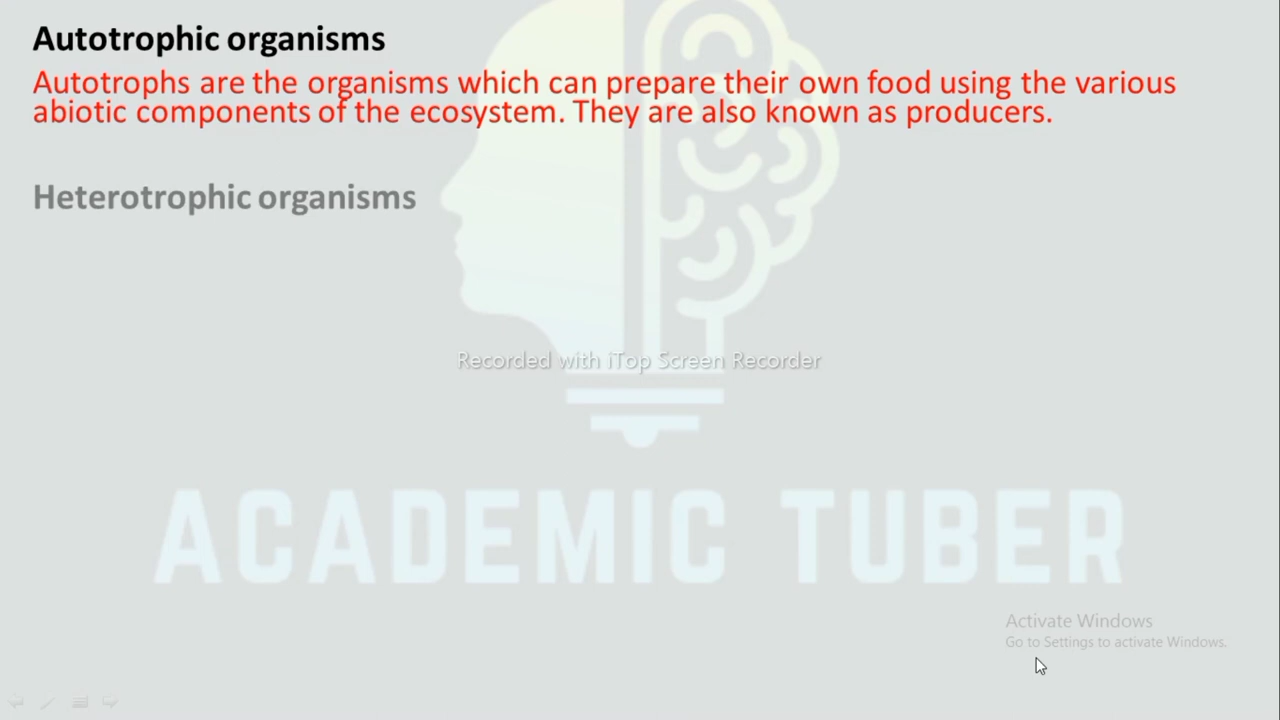 Autotrophic organisms
Autotrophs are the organisms which can prepare their own food using the various
abiotic components of the ecosystem. They are also known as producers.
Heterotrophic organisms
Recorded with iTop Screen Recorder
ACADEMIC TUBER
Activate Windows
Go to Settings to activate Windows.